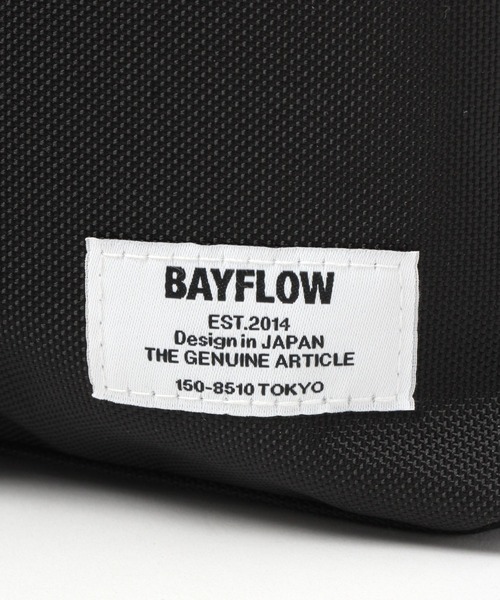 BAYFLOW
EST.2014
Design in JAPAN
THE GENUINE ARTICLE
150-8510 TOKYO